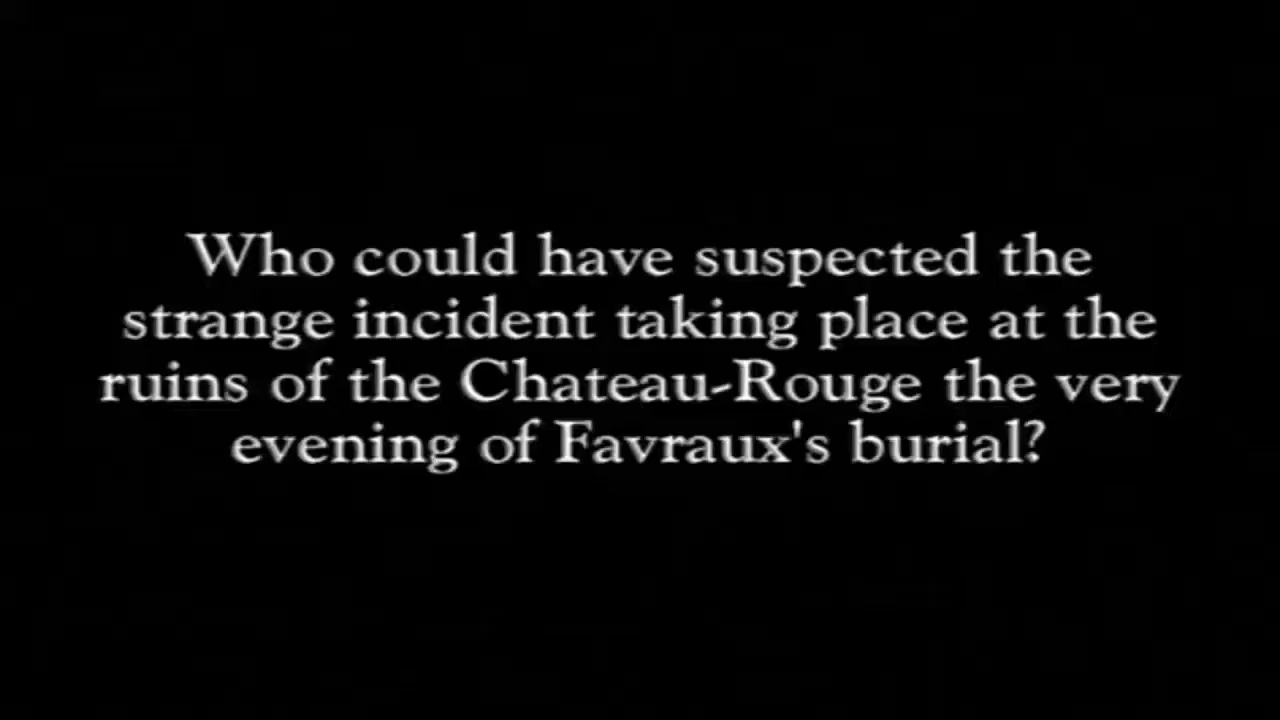 Who could have suspected the
strange incident taking place at the
ruins of the Chateau-Rouge the very
evening of Favraux's burial?